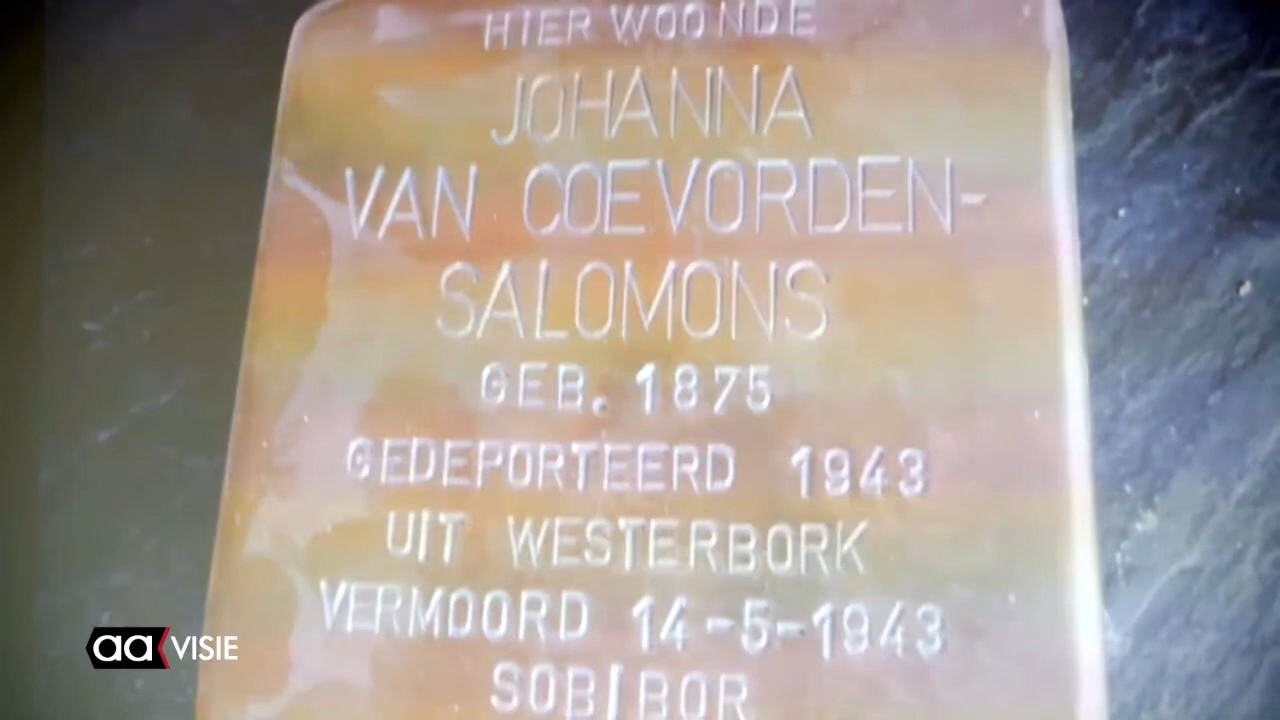 HIER WOONDE
JOHANNA
VAN COEVORDEN-
SALOMONS
GEB. 1875
GEDEPORTEERD 1943
UIT WESTERBORK
VERMOORD 14-5-1943
SOBIBOR
aa VISIE